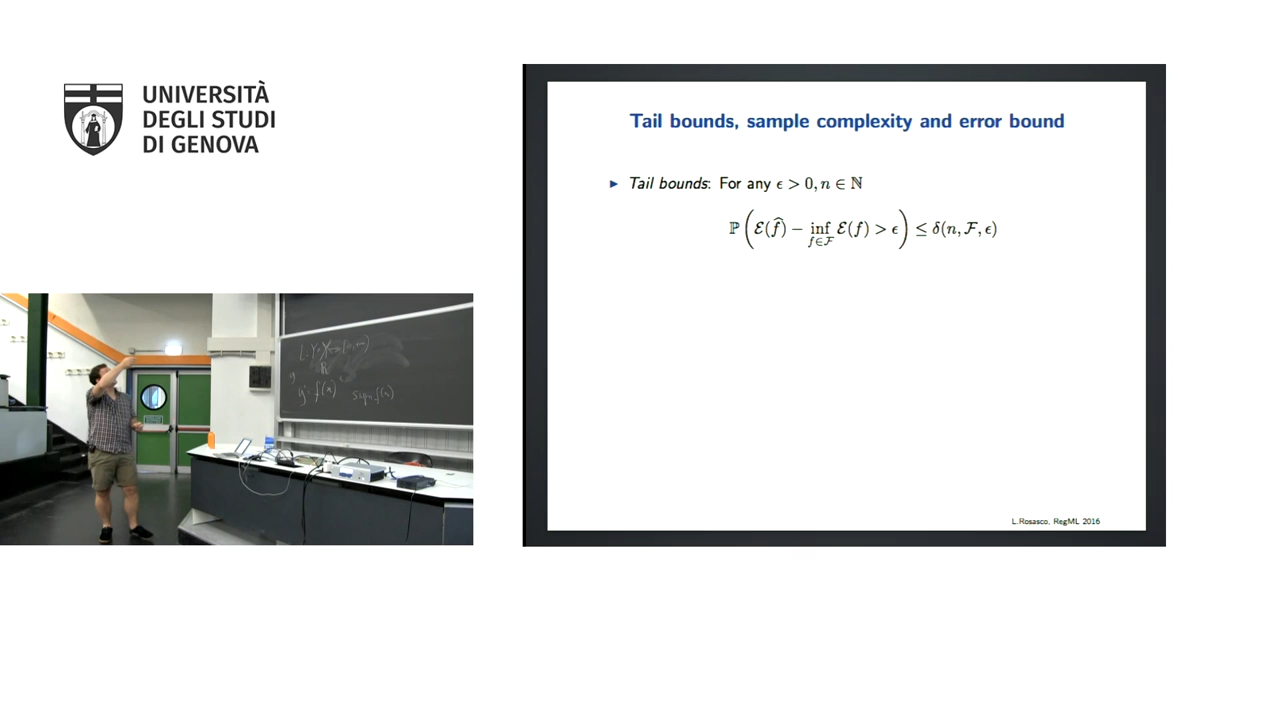 UNIVERSITÀ
DEGLI STUDI
DI GENOVA
Tail bounds, sample complexity and error bound
► Tail bounds: For any ϵ > 0, n ∈ ℕ
ℙ ( ℰ(f̂) − inf_{f∈ℱ} ℰ(f) > ϵ ) ≤ δ(n, ℱ, ϵ)
L.Rosasco, RegML 2016
f(x) sign f(x)